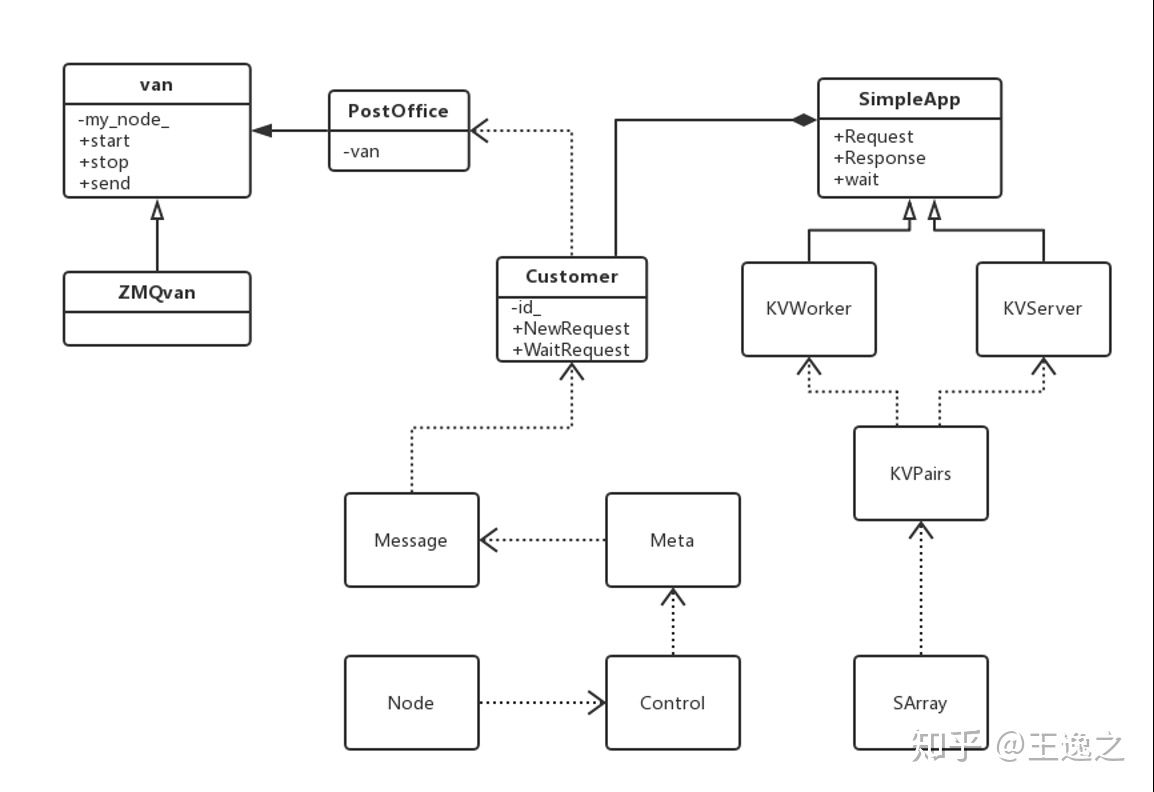 van
-my_node_
+start
+stop
+send
PostOffice
-van
SimpleApp
+Request
+Response
+wait
ZMQvan
Customer
-id_
+NewRequest
+WaitRequest
KVWorker
KVServer
KVPairs
Message
Meta
Node
Control
SArray
知乎 @王逸之